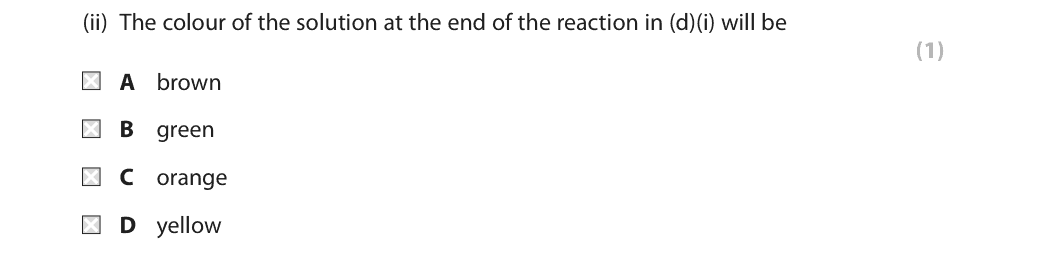 (ii) The colour of the solution at the end of the reaction in (d)(i) will be
(1)
A brown
B green
C orange
D yellow